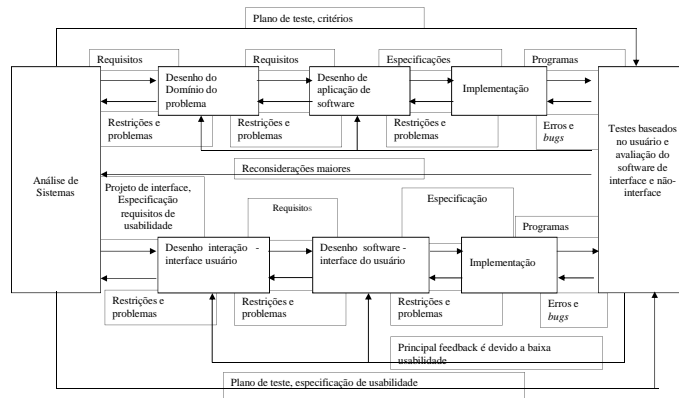 Plano de teste, critérios
Requisitos
Requisitos
Especificações
Programas
Desenho do
Domínio do
problema
Desenho de
aplicação de
software
Implementação
Restrições e
problemas
Restrições e
problemas
Restrições e
problemas
Erros e
bugs
Análise de
Sistemas
Testes baseados
no usuário e
avaliação do
software de
interface e não-
interface
Reconsiderações maiores
Projeto de interface,
Especificação
requisitos de
usabilidade
Requisitos
Especificação
Programas
Desenho interação -
interface usuário
Desenho software -
interface do usuário
Implementação
Restrições e
problemas
Restrições e
problemas
Restrições e
problemas
Erros e
bugs
Principal feedback é devido a baixa
usabilidade
Plano de teste, especificação de usabilidade